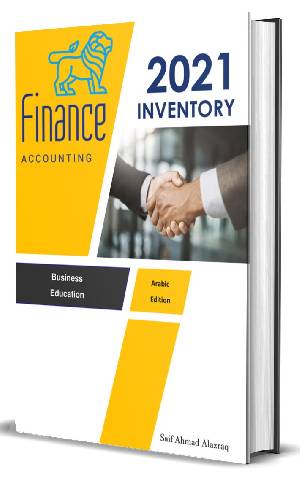 Finance
ACCOUNTING
2021
INVENTORY
Business
Education
Arabic
Edition
Saif Ahmad Alazraq